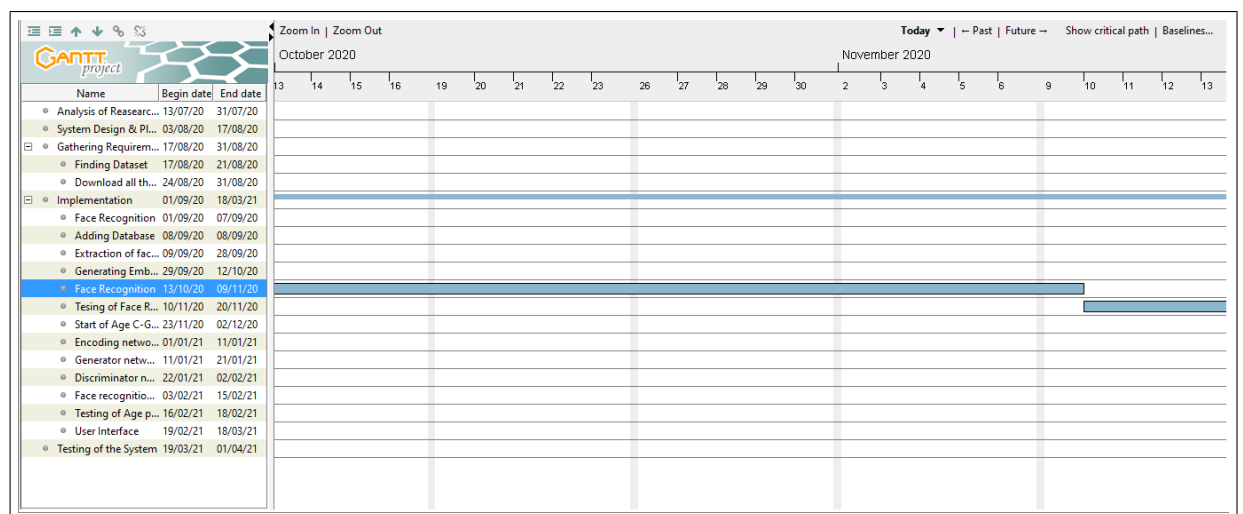 Zoom In | Zoom Out
Today ▼ | ← Past | Future → Show critical path | Baselines...
GANTT project
October 2020 November 2020
Name Begin date End date
13 14 15 16 19 20 21 22 23 26 27 28 29 30 2 3 4 5 6 9 10 11 12 13
Analysis of Reasearc... 13/07/20 31/07/20
System Design & Pl... 03/08/20 17/08/20
Gathering Requirem... 17/08/20 31/08/20
Finding Dataset 17/08/20 21/08/20
Download all th... 24/08/20 31/08/20
Implementation 01/09/20 18/03/21
Face Recognition 01/09/20 07/09/20
Adding Database 08/09/20 08/09/20
Extraction of fac... 09/09/20 28/09/20
Generating Emb... 29/09/20 12/10/20
Face Recognition 13/10/20 09/11/20
Tesing of Face R... 10/11/20 20/11/20
Start of Age C-G... 23/11/20 02/12/20
Encoding netwo... 01/01/21 11/01/21
Generator netw... 11/01/21 21/01/21
Discriminator n... 22/01/21 02/02/21
Face recognitio... 03/02/21 15/02/21
Testing of Age p... 16/02/21 18/02/21
User Interface 19/02/21 18/03/21
Testing of the System 19/03/21 01/04/21